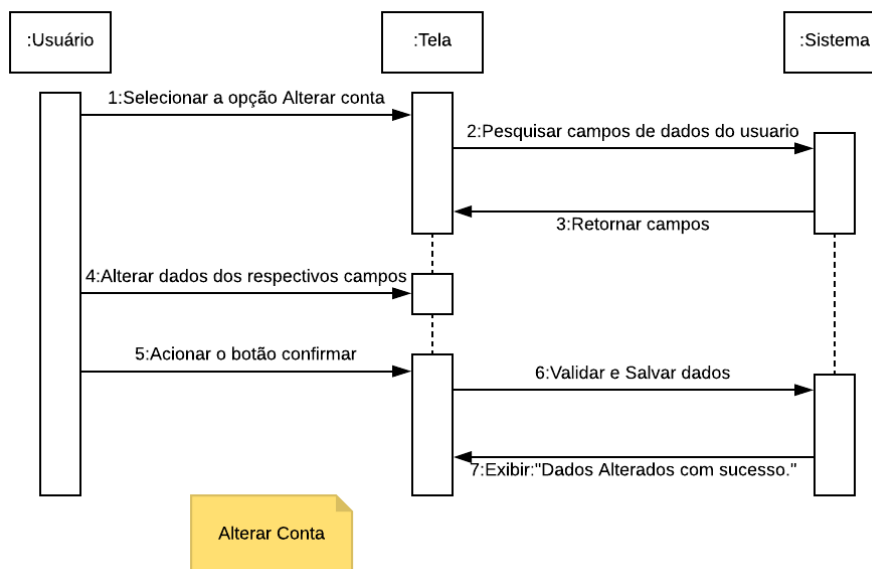 :Usuário
:Tela
:Sistema
1:Selecionar a opção Alterar conta
2:Pesquisar campos de dados do usuario
3:Retornar campos
4:Alterar dados dos respectivos campos
5:Acionar o botão confirmar
6:Validar e Salvar dados
7:Exibir:"Dados Alterados com sucesso."
Alterar Conta